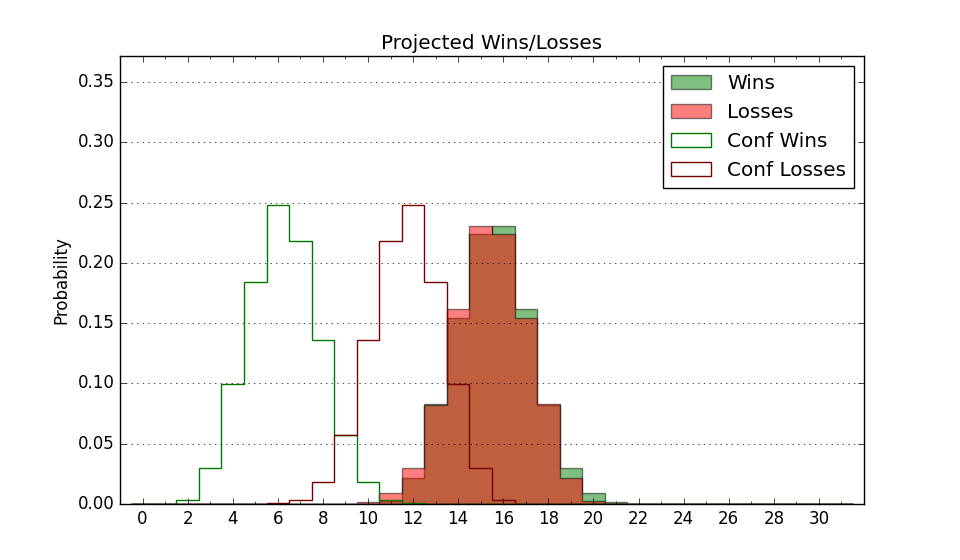 Projected Wins/Losses
0.35
0.30
0.25
0.20
0.15
0.10
0.05
0.00
Probability
Wins
Losses
Conf Wins
Conf Losses
0 2 4 6 8 10 12 14 16 18 20 22 24 26 28 30